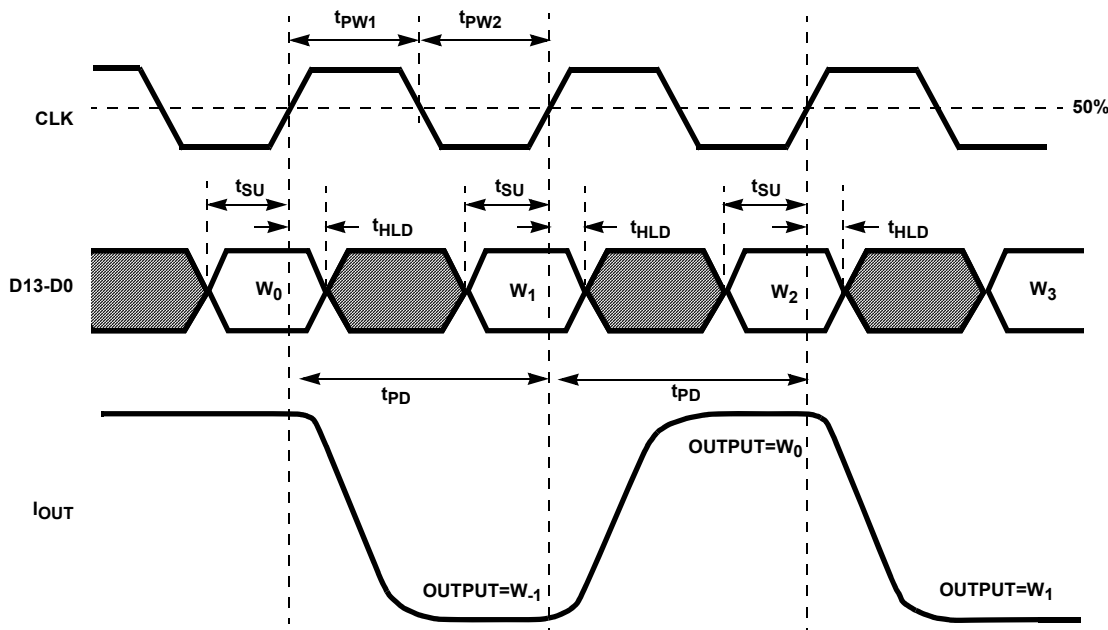 tPW1 tPW2
CLK 50%
tSU tSU tSU
tHLD tHLD tHLD
D13-D0 W0 W1 W2 W3
tPD tPD
OUTPUT=W0
IOUT
OUTPUT=W-1 OUTPUT=W1